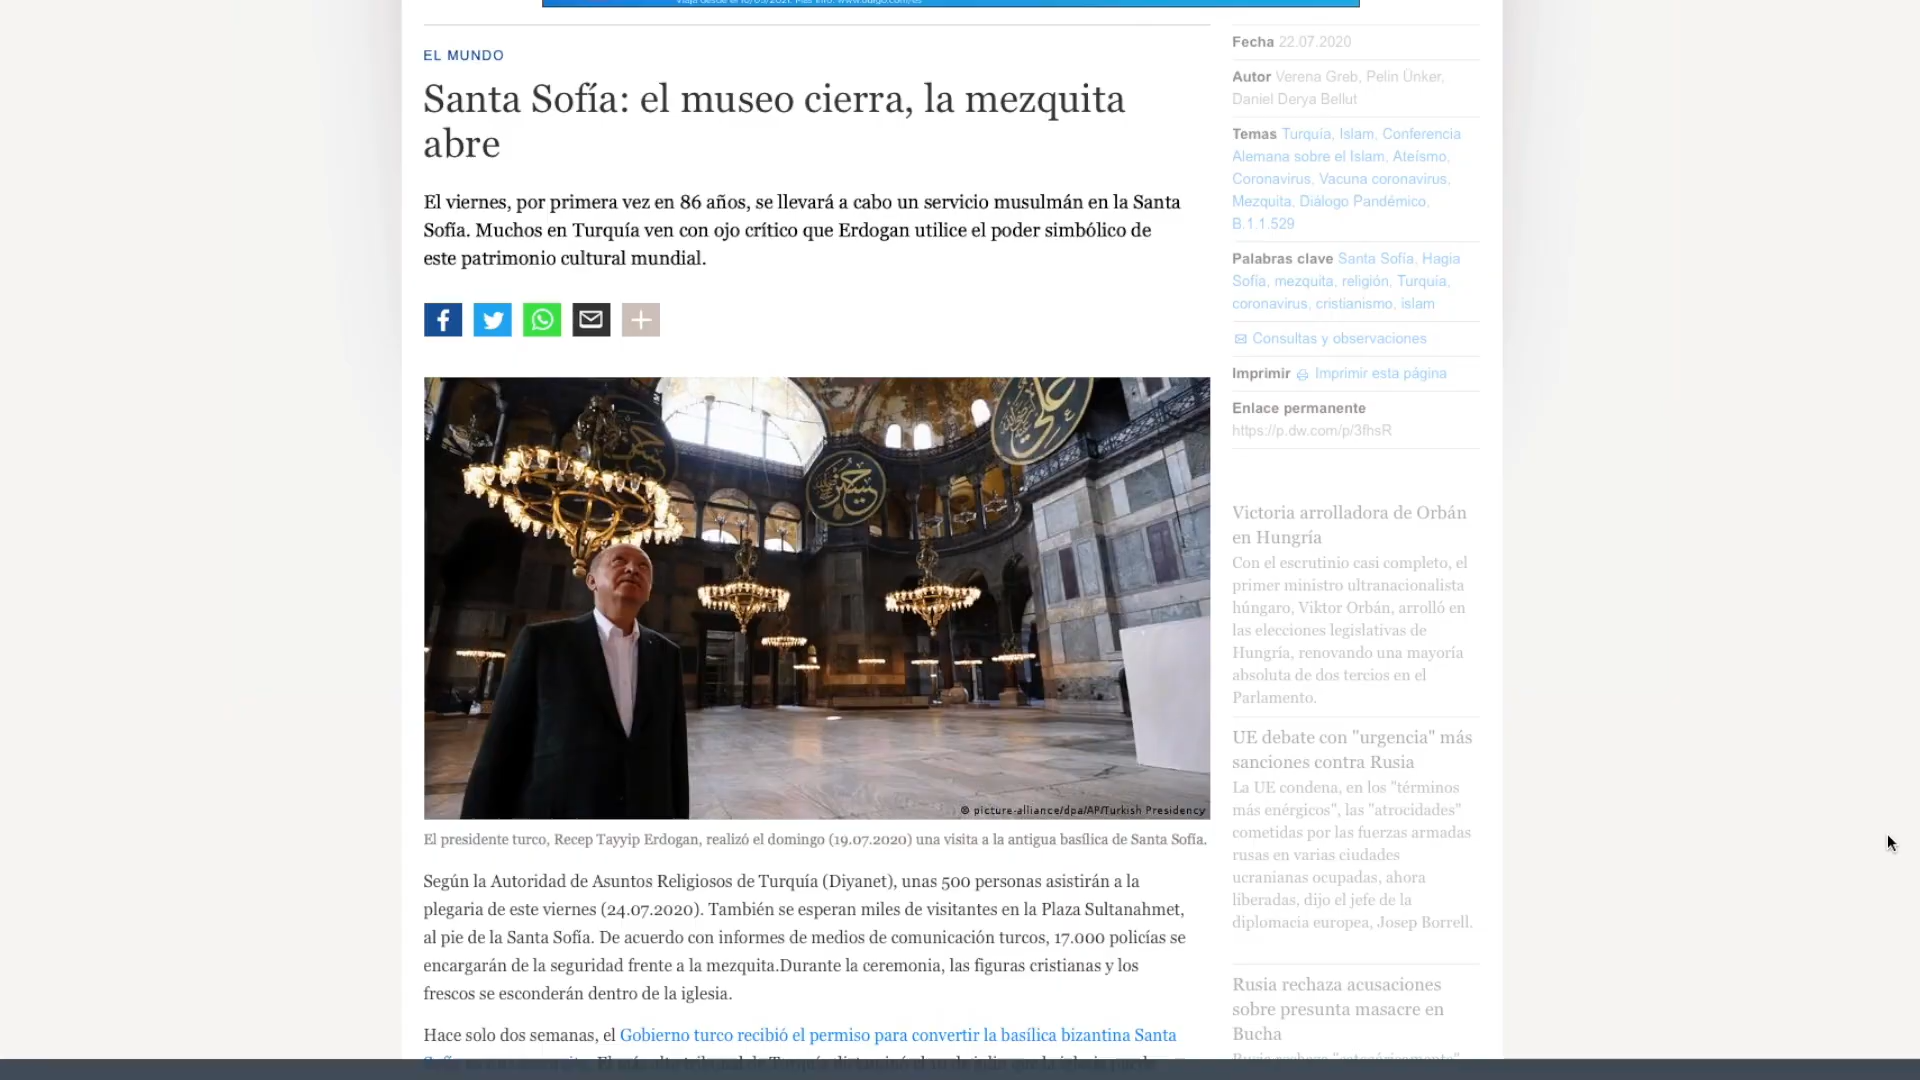 Viaja desde el 16/03/2021. Más info: www.udigo.com/es
EL MUNDO
Santa Sofía: el museo cierra, la mezquita
abre
El viernes, por primera vez en 86 años, se llevará a cabo un servicio musulmán en la Santa
Sofía. Muchos en Turquía ven con ojo crítico que Erdogan utilice el poder simbólico de
este patrimonio cultural mundial.
© picture-alliance/dpa/AP/Turkish Presidency
El presidente turco, Recep Tayyip Erdogan, realizó el domingo (19.07.2020) una visita a la antigua basílica de Santa Sofía.
Según la Autoridad de Asuntos Religiosos de Turquía (Diyanet), unas 500 personas asistirán a la
plegaria de este viernes (24.07.2020). También se esperan miles de visitantes en la Plaza Sultanahmet,
al pie de la Santa Sofía. De acuerdo con informes de medios de comunicación turcos, 17.000 policías se
encargarán de la seguridad frente a la mezquita.Durante la ceremonia, las figuras cristianas y los
frescos se esconderán dentro de la iglesia.
Hace solo dos semanas, el Gobierno turco recibió el permiso para convertir la basílica bizantina Santa
Fecha 22.07.2020
Autor Verena Greb, Pelin Ünker,
Daniel Derya Bellut
Temas Turquía, Islam, Conferencia
Alemana sobre el Islam, Ateísmo,
Coronavirus, Vacuna coronavirus,
Mezquita, Diálogo Pandémico,
B.1.1.529
Palabras clave Santa Sofía, Hagia
Sofía, mezquita, religión, Turquia,
coronavirus, cristianismo, islam
Consultas y observaciones
Imprimir Imprimir esta página
Enlace permanente
https://p.dw.com/p/3fhsR
Victoria arrolladora de Orbán
en Hungría
Con el escrutinio casi completo, el
primer ministro ultranacionalista
húngaro, Viktor Orbán, arrolló en
las elecciones legislativas de
Hungría, renovando una mayoría
absoluta de dos tercios en el
Parlamento.
UE debate con "urgencia" más
sanciones contra Rusia
La UE condena, en los "términos
más enérgicos", las "atrocidades"
cometidas por las fuerzas armadas
rusas en varias ciudades
ucranianas ocupadas, ahora
liberadas, dijo el jefe de la
diplomacia europea, Josep Borrell.
Rusia rechaza acusaciones
sobre presunta masacre en
Bucha